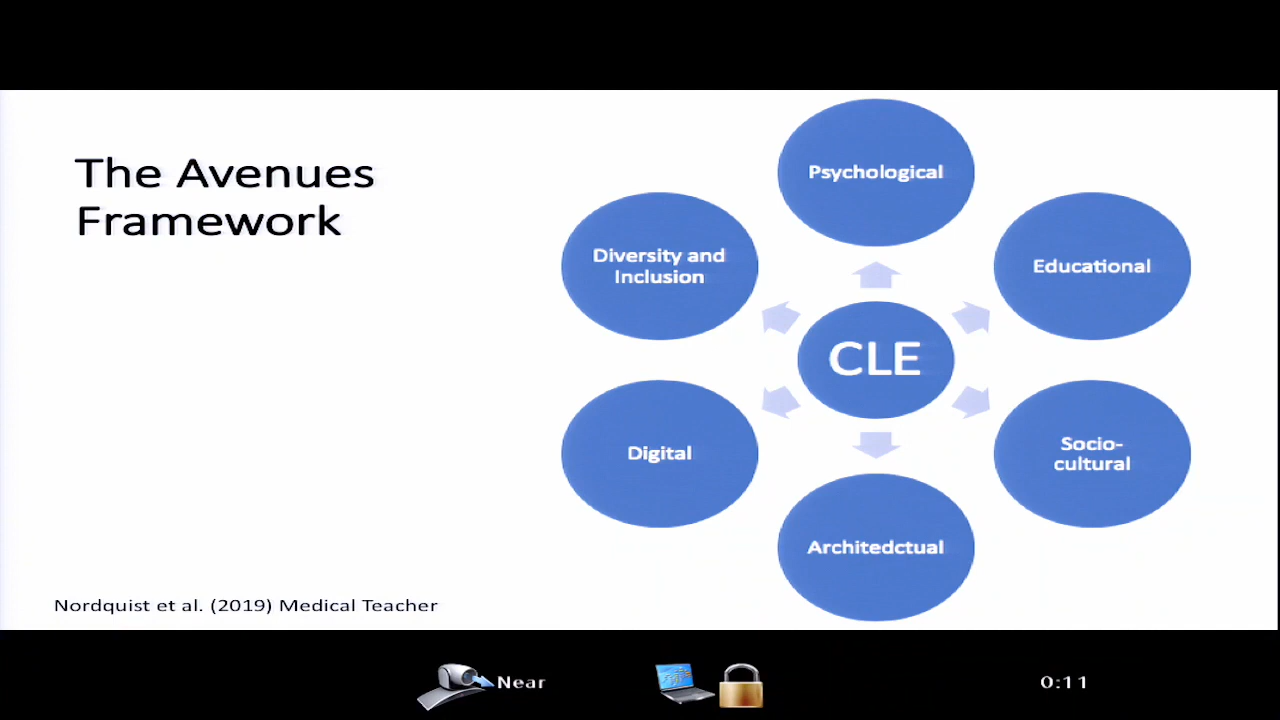 The Avenues
Framework
Psychological
Diversity and
Inclusion
Educational
CLE
Digital
Socio-
cultural
Architedctual
Nordquist et al. (2019) Medical Teacher
Near
0:11